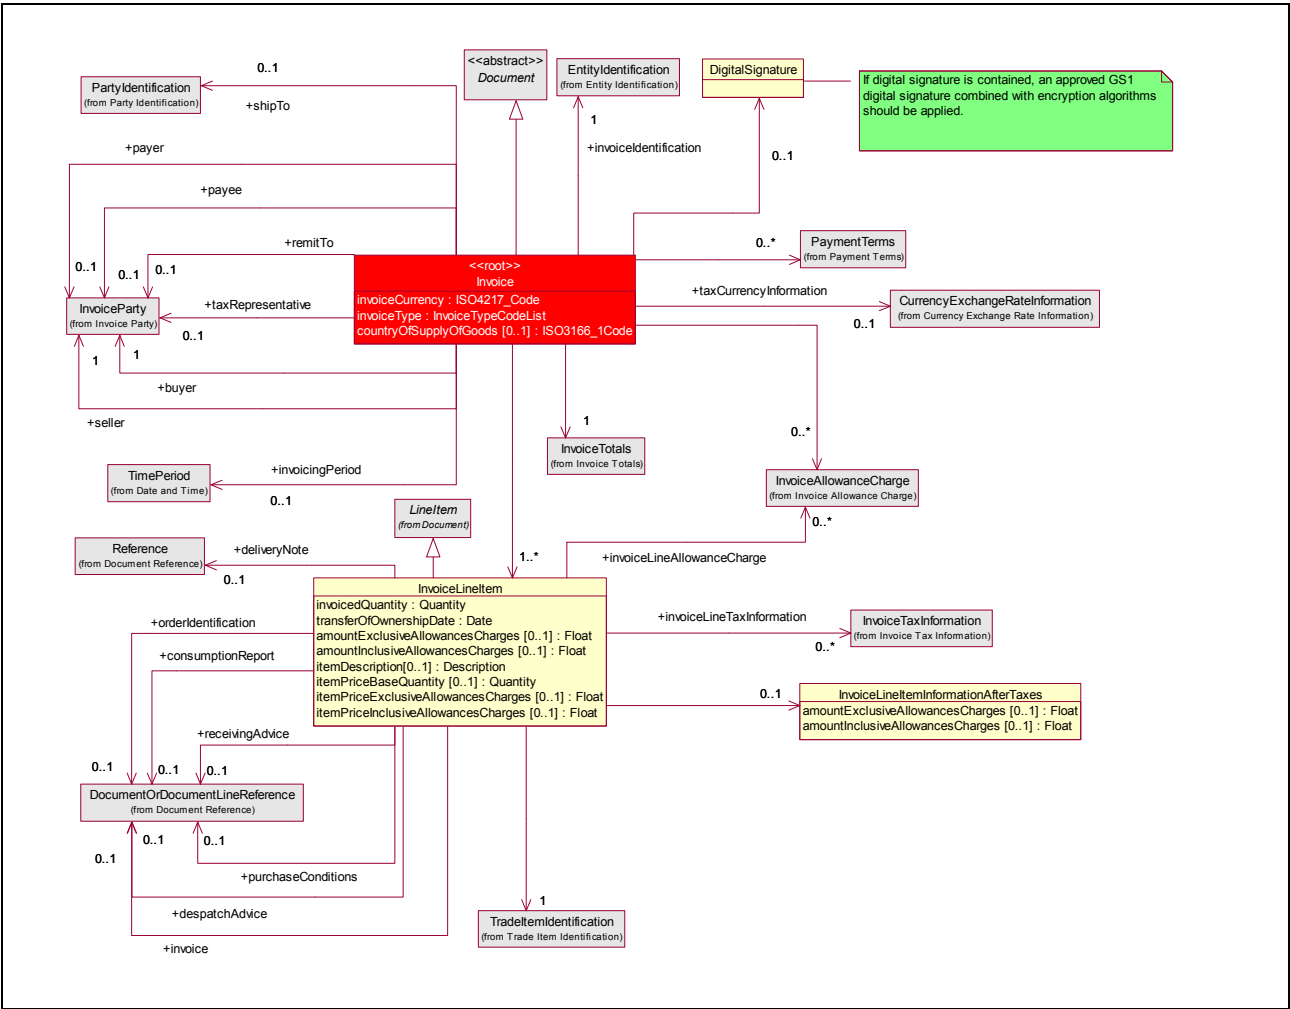 <<abstract>>
Document
EntityIdentification
(from Entity Identification)
DigitalSignature
If digital signature is contained, an approved GS1
digital signature combined with encryption algorithms
should be applied.
PartyIdentification
(from Party Identification)
0..1
+shipTo
1
+invoiceIdentification
0..1
+payer
+payee
+remitTo
0..1
0..1
0..1
0..*
PaymentTerms
(from Payment Terms)
<<root>>
Invoice
invoiceCurrency : ISO4217_Code
invoiceType : InvoiceTypeCodeList
countryOfSupplyOfGoods [0..1] : ISO3166_1Code
+taxCurrencyInformation
0..1
CurrencyExchangeRateInformation
(from Currency Exchange Rate Information)
InvoiceParty
(from Invoice Party)
+taxRepresentative
0..1
1
1
+buyer
+seller
1
InvoiceTotals
(from Invoice Totals)
0..*
InvoiceAllowanceCharge
(from Invoice Allowance Charge)
TimePeriod
(from Date and Time)
+invoicingPeriod
0..1
LineItem
(from Document)
0..*
+invoiceLineAllowanceCharge
1..*
Reference
(from Document Reference)
+deliveryNote
0..1
InvoiceLineItem
invoicedQuantity : Quantity
transferOfOwnershipDate : Date
amountExclusiveAllowancesCharges [0..1] : Float
amountInclusiveAllowancesCharges [0..1] : Float
itemDescription[0..1] : Description
itemPriceBaseQuantity [0..1] : Quantity
itemPriceExclusiveAllowancesCharges [0..1] : Float
itemPriceInclusiveAllowancesCharges [0..1] : Float
+invoiceLineTaxInformation
0..*
InvoiceTaxInformation
(from Invoice Tax Information)
+orderIdentification
+consumptionReport
0..1
InvoiceLineItemInformationAfterTaxes
amountExclusiveAllowancesCharges [0..1] : Float
amountInclusiveAllowancesCharges [0..1] : Float
+receivingAdvice
0..1
0..1
0..1
DocumentOrDocumentLineReference
(from Document Reference)
0..1
0..1
0..1
+purchaseConditions
+despatchAdvice
+invoice
1
TradeItemIdentification
(from Trade Item Identification)